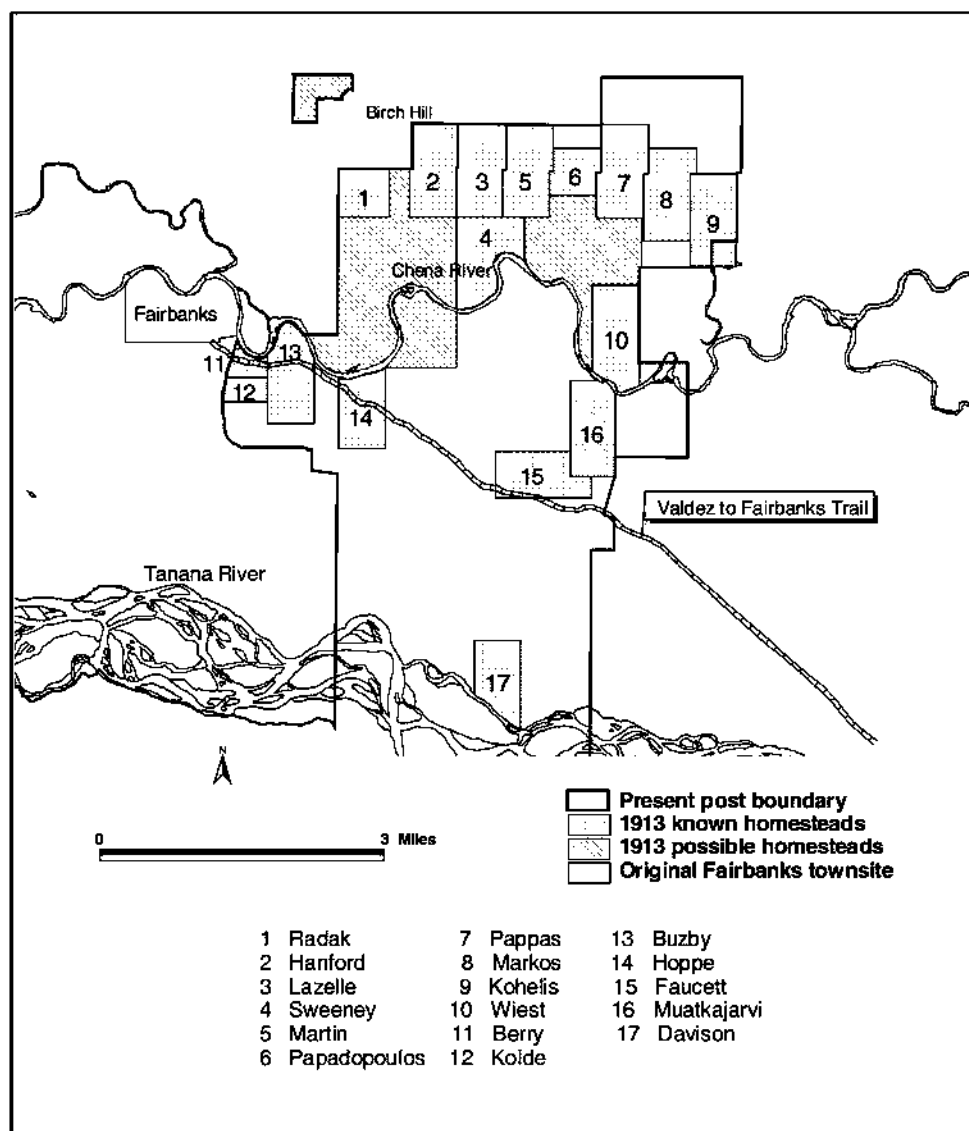 Birch Hill
1
2
3
5
6
7
8
9
4
Chena River
Fairbanks
10
11
13
12
14
16
15
Valdez to Fairbanks Trail
Tanana River
17
N
0 3 Miles
Present post boundary
1913 known homesteads
1913 possible homesteads
Original Fairbanks townsite
1 Radak
2 Hanford
3 Lazelle
4 Sweeney
5 Martin
6 Papadopoulos
7 Pappas
8 Markos
9 Kohelis
10 Wiest
11 Berry
12 Kolde
13 Buzby
14 Hoppe
15 Faucett
16 Muatkajarvi
17 Davison